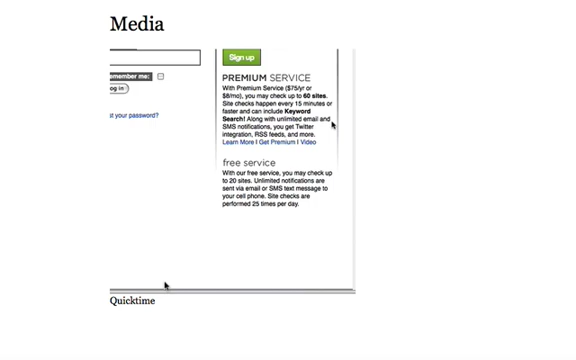 Media
Sign up
remember me:
og in
t your password?
PREMIUM SERVICE
With Premium Service ($75/yr or
$8/mo), you may check up to 60 sites.
Site checks happen every 15 minutes or
faster and can include Keyword
Search! Along with unlimited email and
SMS notifications, you get Twitter
integration, RSS feeds, and more.
Learn More | Get Premium | Video
free service
With our free service, you may check up
to 20 sites. Unlimited notifications are
sent via email or SMS text message to
your cell phone. Site checks are
performed 25 times per day.
Quicktime